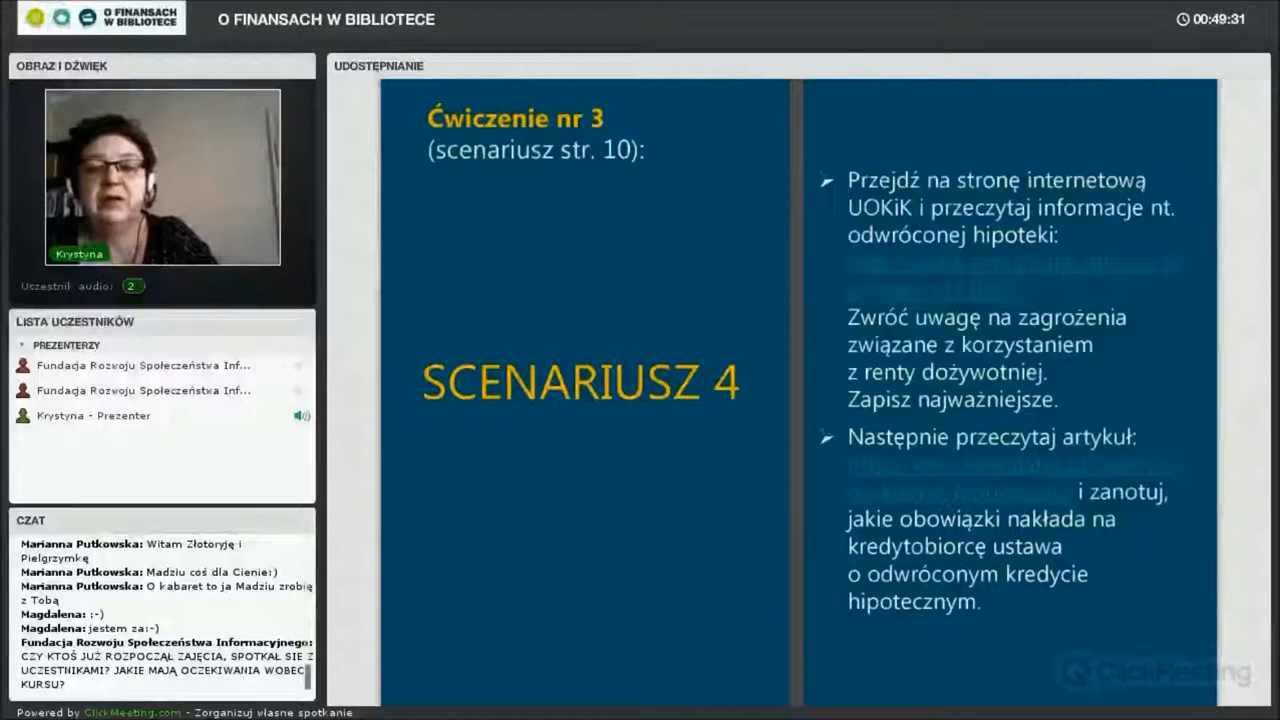 O FINANSACH
W BIBLIOTECE
O FINANSACH W BIBLIOTECE
00:49:31
OBRAZ I DŹWIĘK
Krystyna
Uczestnik audio: 2
LISTA UCZESTNIKÓW
PREZENTERZY
Fundacja Rozwoju Społeczeństwa Inf...
Fundacja Rozwoju Społeczeństwa Inf...
Krystyna - Prezenter
CZAT
Marianna Putkowska: Witam Złotoryję i
Pielgrzymkę
Marianna Putkowska: Madziu coś dla Cienie:)
Marianna Putkowska: O kabaret to ja Madziu zrobię
z Tobą
Magdalena: :-)
Magdalena: jestem za:-)
Fundacja Rozwoju Społeczeństwa Informacyjnego:
CZY KTOŚ JUŻ ROZPOCZĄŁ ZAJĘCIA, SPOTKAŁ SIĘ Z
UCZESTNIKAMI? JAKIE MAJĄ OCZEKIWANIA WOBEC
KURSU?
UDOSTĘPNIANIE
Ćwiczenie nr 3
(scenariusz str. 10):
SCENARIUSZ 4
Przejdź na stronę internetową
UOKiK i przeczytaj informacje nt.
odwróconej hipoteki:
Zwróć uwagę na zagrożenia
związane z korzystaniem
z renty dożywotniej.
Zapisz najważniejsze.
Następnie przeczytaj artykuł:
i zanotuj,
jakie obowiązki nakłada na
kredytobiorcę ustawa
o odwróconym kredycie
hipotecznym.
ClickMeeting
Powered by ClickMeeting.com - Zorganizuj własne spotkanie